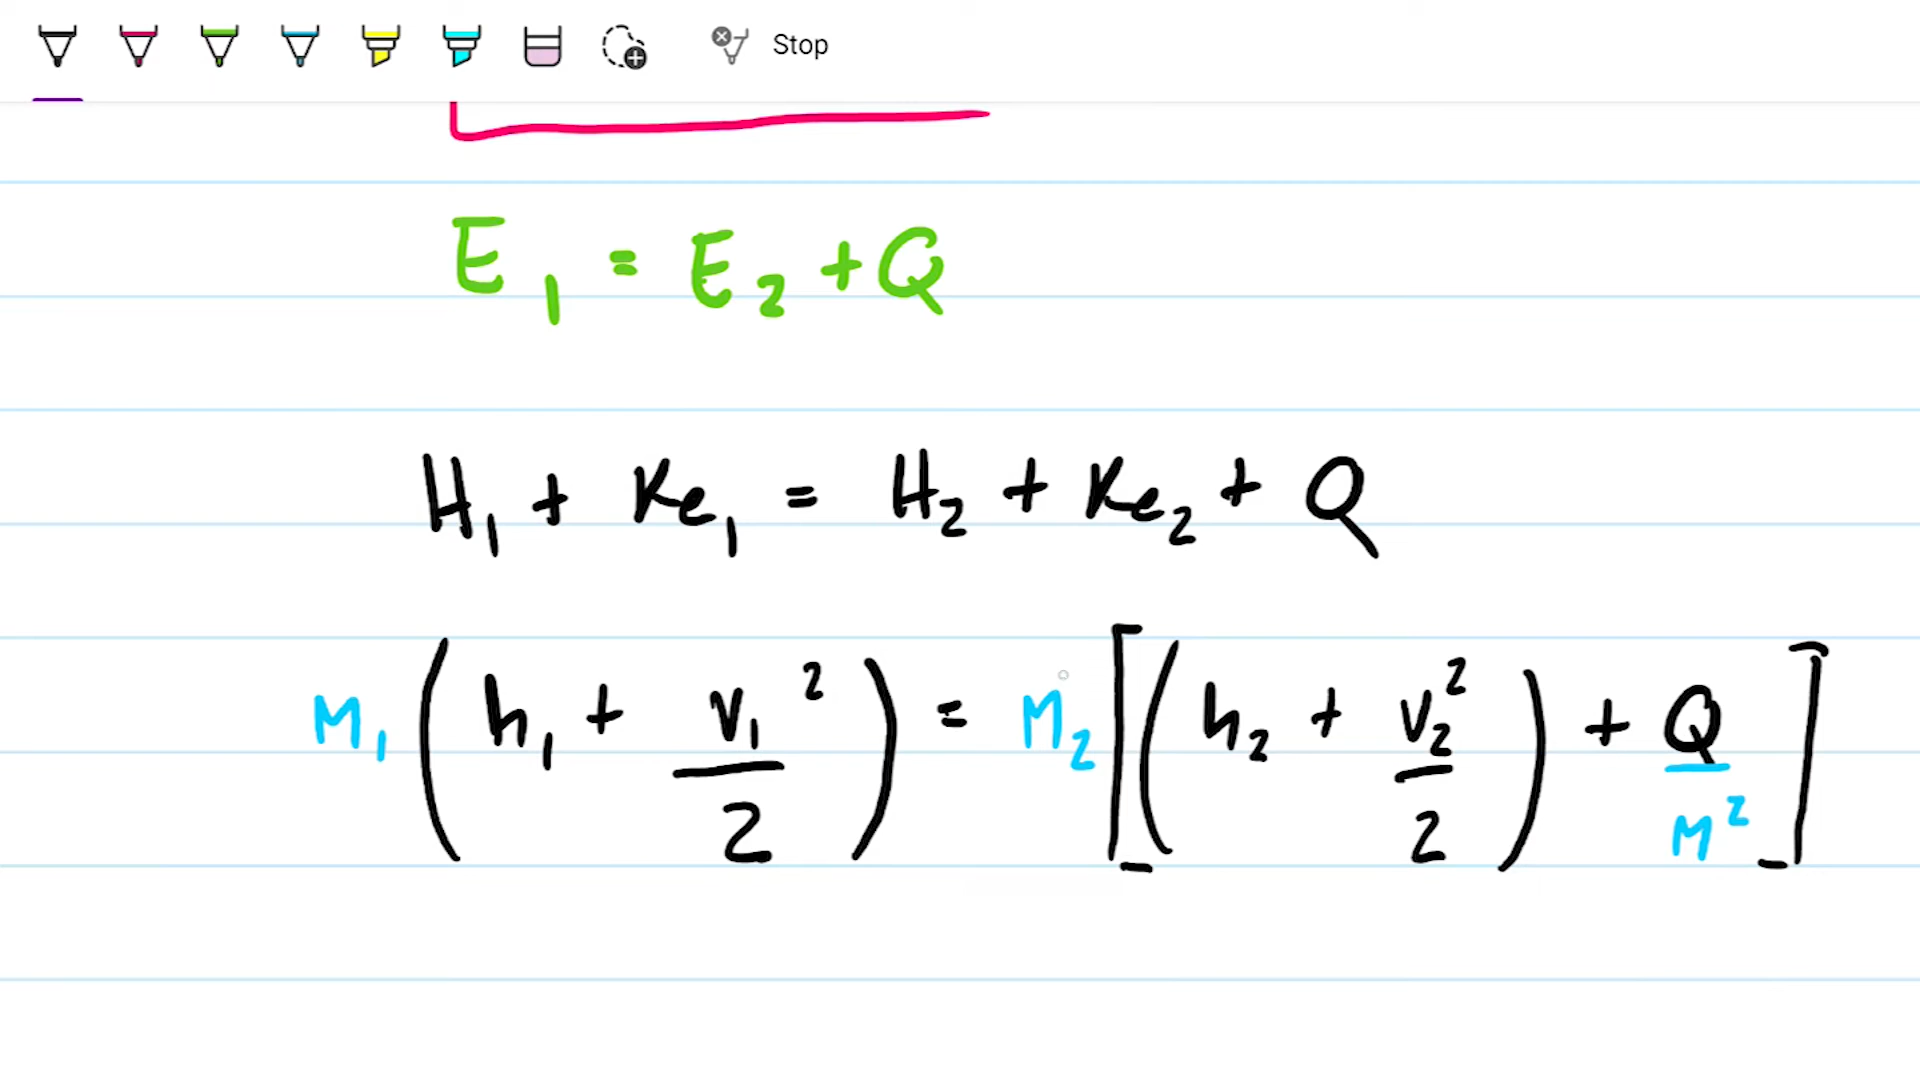 Stop
E₁ = E₂ + Q
H₁ + Ke₁ = H₂ + Ke₂ + Q
M₁ (h₁ + v₁²/2) = M₂ [(h₂ + v₂²/2) + Q/M²]